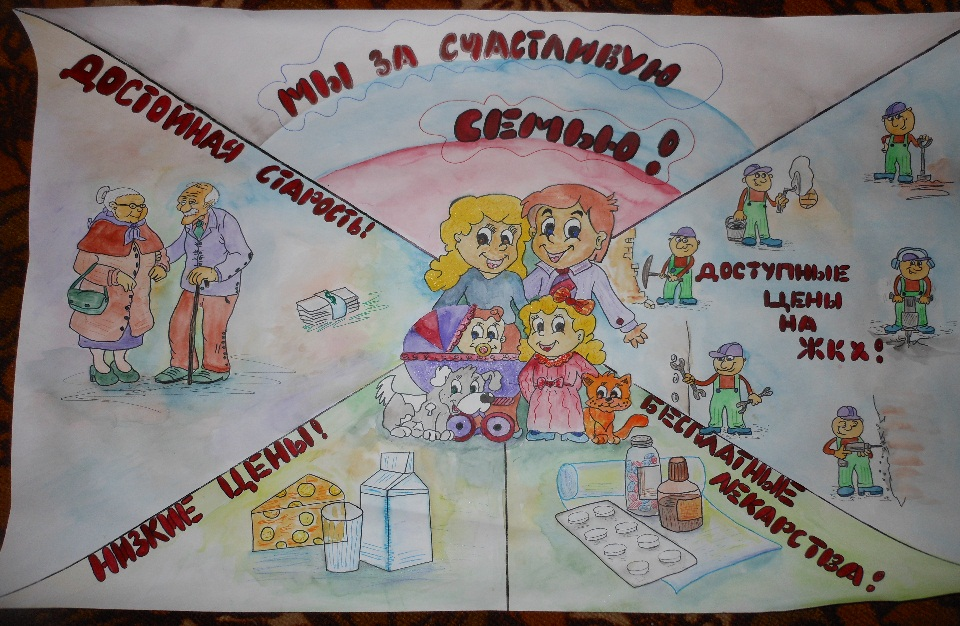 МЫ ЗА СЧАСТЛИВУЮ
СЕМЬЮ!
ДОСТОЙНАЯ
СТАРОСТЬ!
ДОСТУПНЫЕ
ЦЕНЫ
НА
ЖКХ!
НИЗКИЕ ЦЕНЫ!
БЕСПЛАТНЫЕ
ЛЕКАРСТВА!